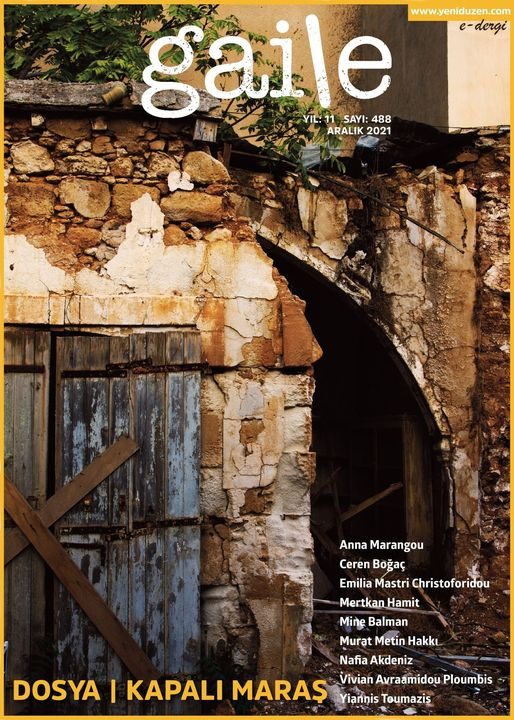 www.yeniduzen.com
e-dergi
gaile
YIL: 11 SAYI: 488
ARALIK 2021
Anna Marangou
Ceren Boğaç
Emilia Mastri Christoforidou
Mertkan Hamit
Mine Balman
Murat Metin Hakkı
Nafia Akdeniz
Vivian Avraamidou Ploumbis
Yiannis Toumazis
DOSYA | KAPALI MARAŞ